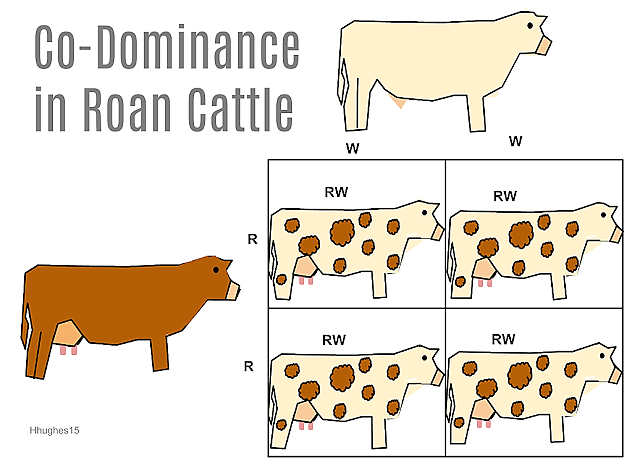 Co-Dominance
in Roan Cattle
W W
RW RW
R
RW RW
R
Hhughes15